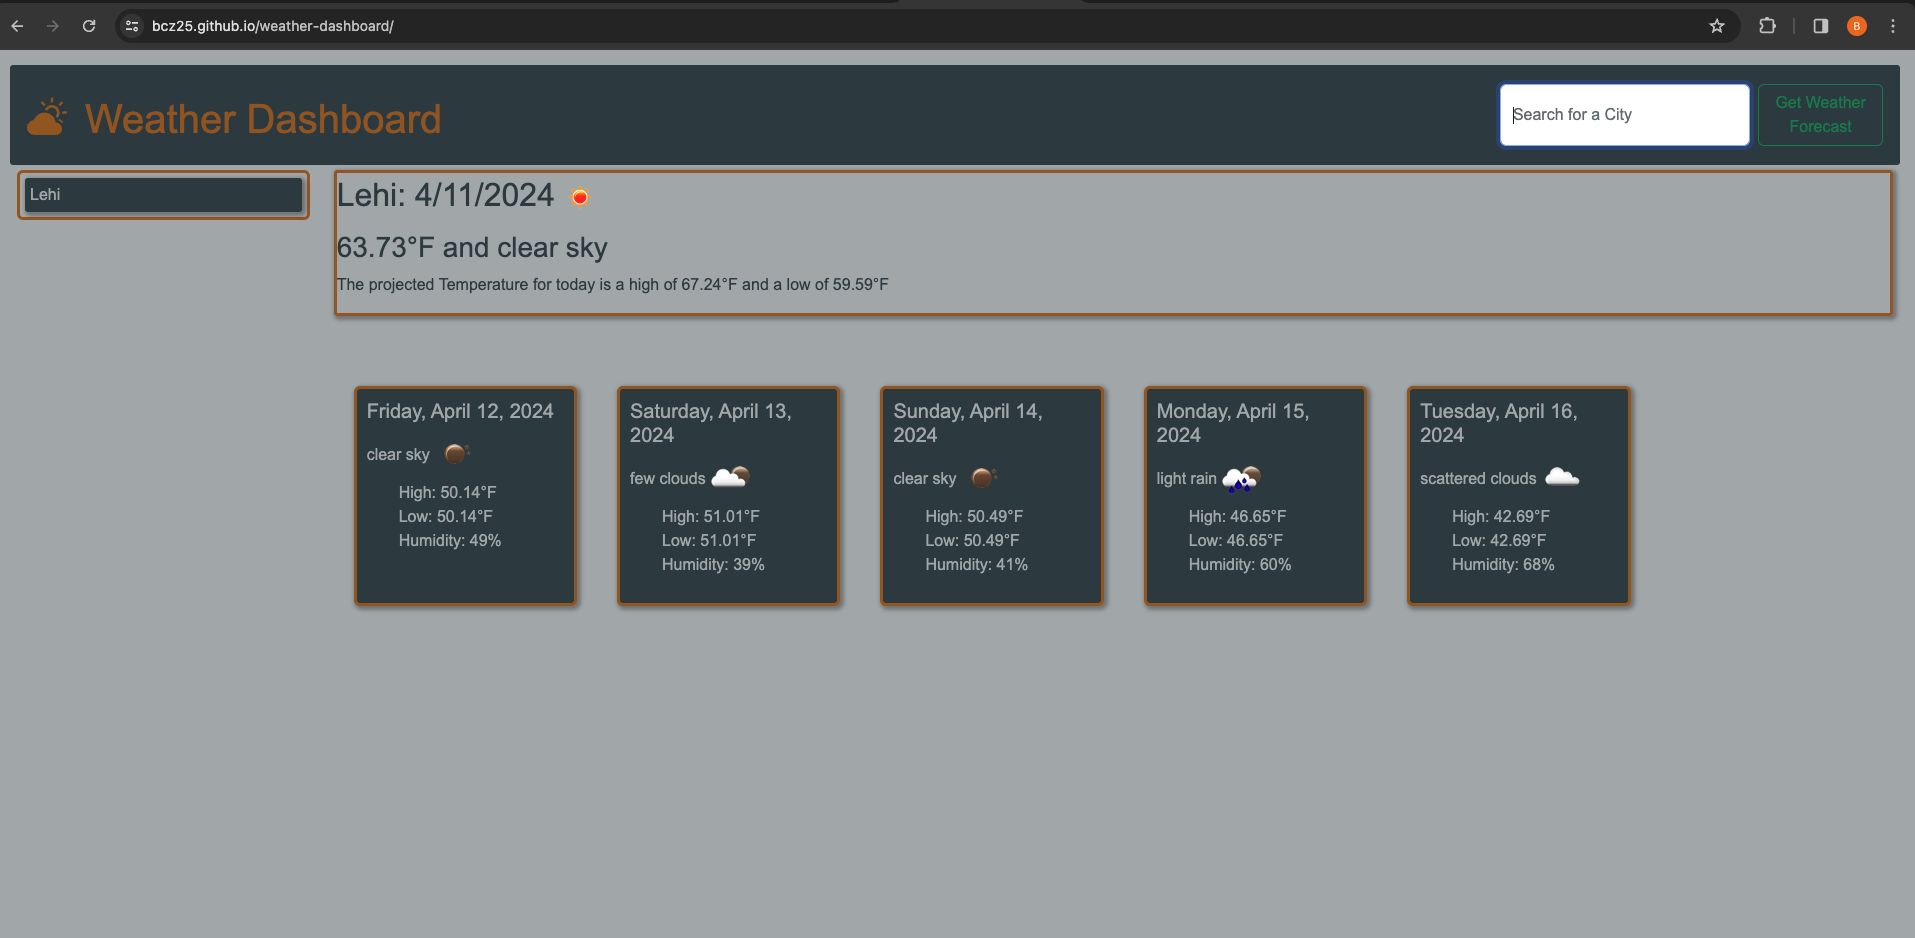 bcz25.github.io/weather-dashboard/
B
Weather Dashboard
Search for a City
Get Weather
Forecast
Lehi
Lehi: 4/11/2024
63.73°F and clear sky
The projected Temperature for today is a high of 67.24°F and a low of 59.59°F
Friday, April 12, 2024
clear sky
High: 50.14°F
Low: 50.14°F
Humidity: 49%
Saturday, April 13,
2024
few clouds
High: 51.01°F
Low: 51.01°F
Humidity: 39%
Sunday, April 14,
2024
clear sky
High: 50.49°F
Low: 50.49°F
Humidity: 41%
Monday, April 15,
2024
light rain
High: 46.65°F
Low: 46.65°F
Humidity: 60%
Tuesday, April 16,
2024
scattered clouds
High: 42.69°F
Low: 42.69°F
Humidity: 68%